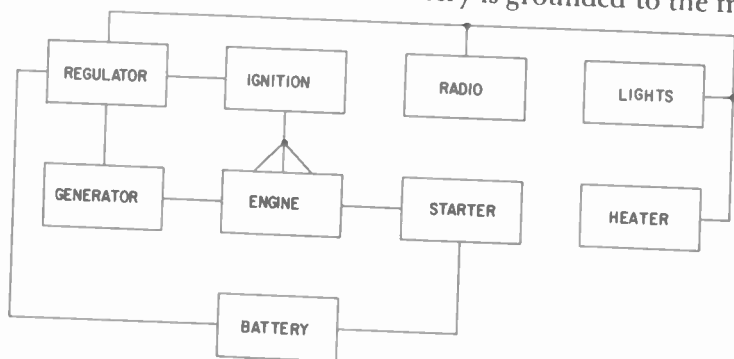 is grounded to the
REGULATOR
IGNITION
RADIO
LIGHTS
GENERATOR
ENGINE
STARTER
HEATER
BATTERY